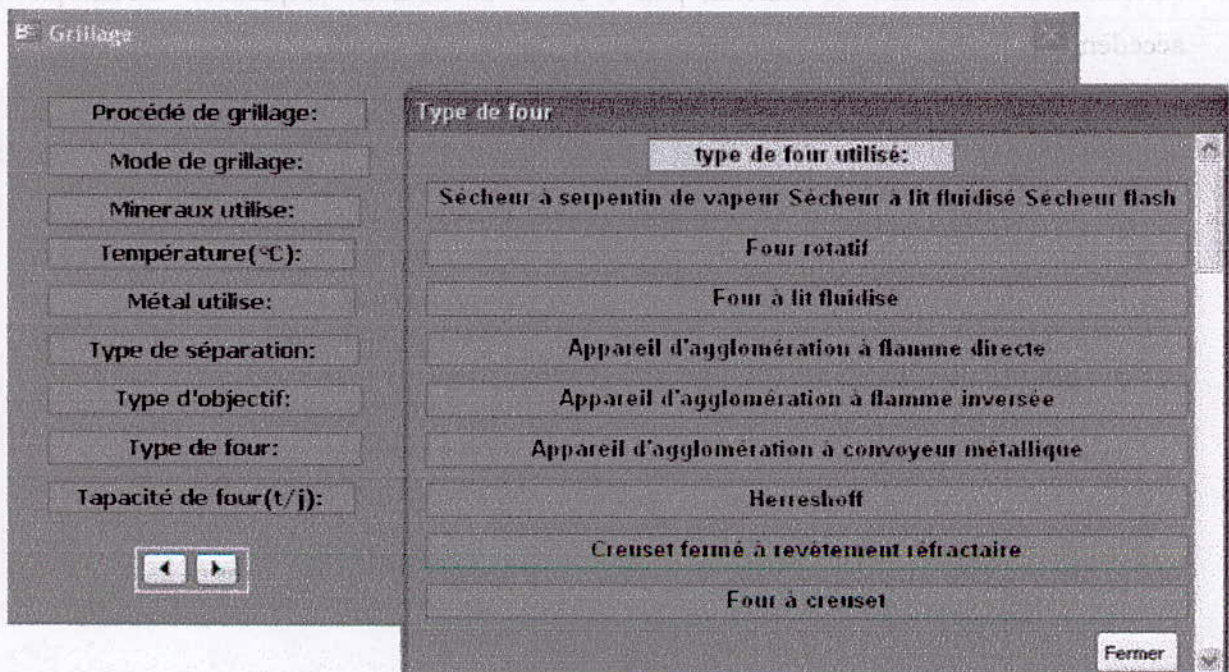 Grillage
Procédé de grillage:
Mode de grillage:
Mineraux utilise:
Température(°C):
Métal utilise:
Type de séparation:
Type d'objectif:
Type de four:
Tapacité de four(t/j):
Type de four
type de four utilisé:
Sécheur à serpentin de vapeur Sécheur à lit fluidisé Sécheur flash
Four rotatif
Four à lit fluidisé
Appareil d'agglomération à flamme directe
Appareil d'agglomération à flamme inversée
Appareil d'agglomération à convoyeur métallique
Herreshoff
Creuset fermé à revêtement réfractaire
Four à creuset
Fermer